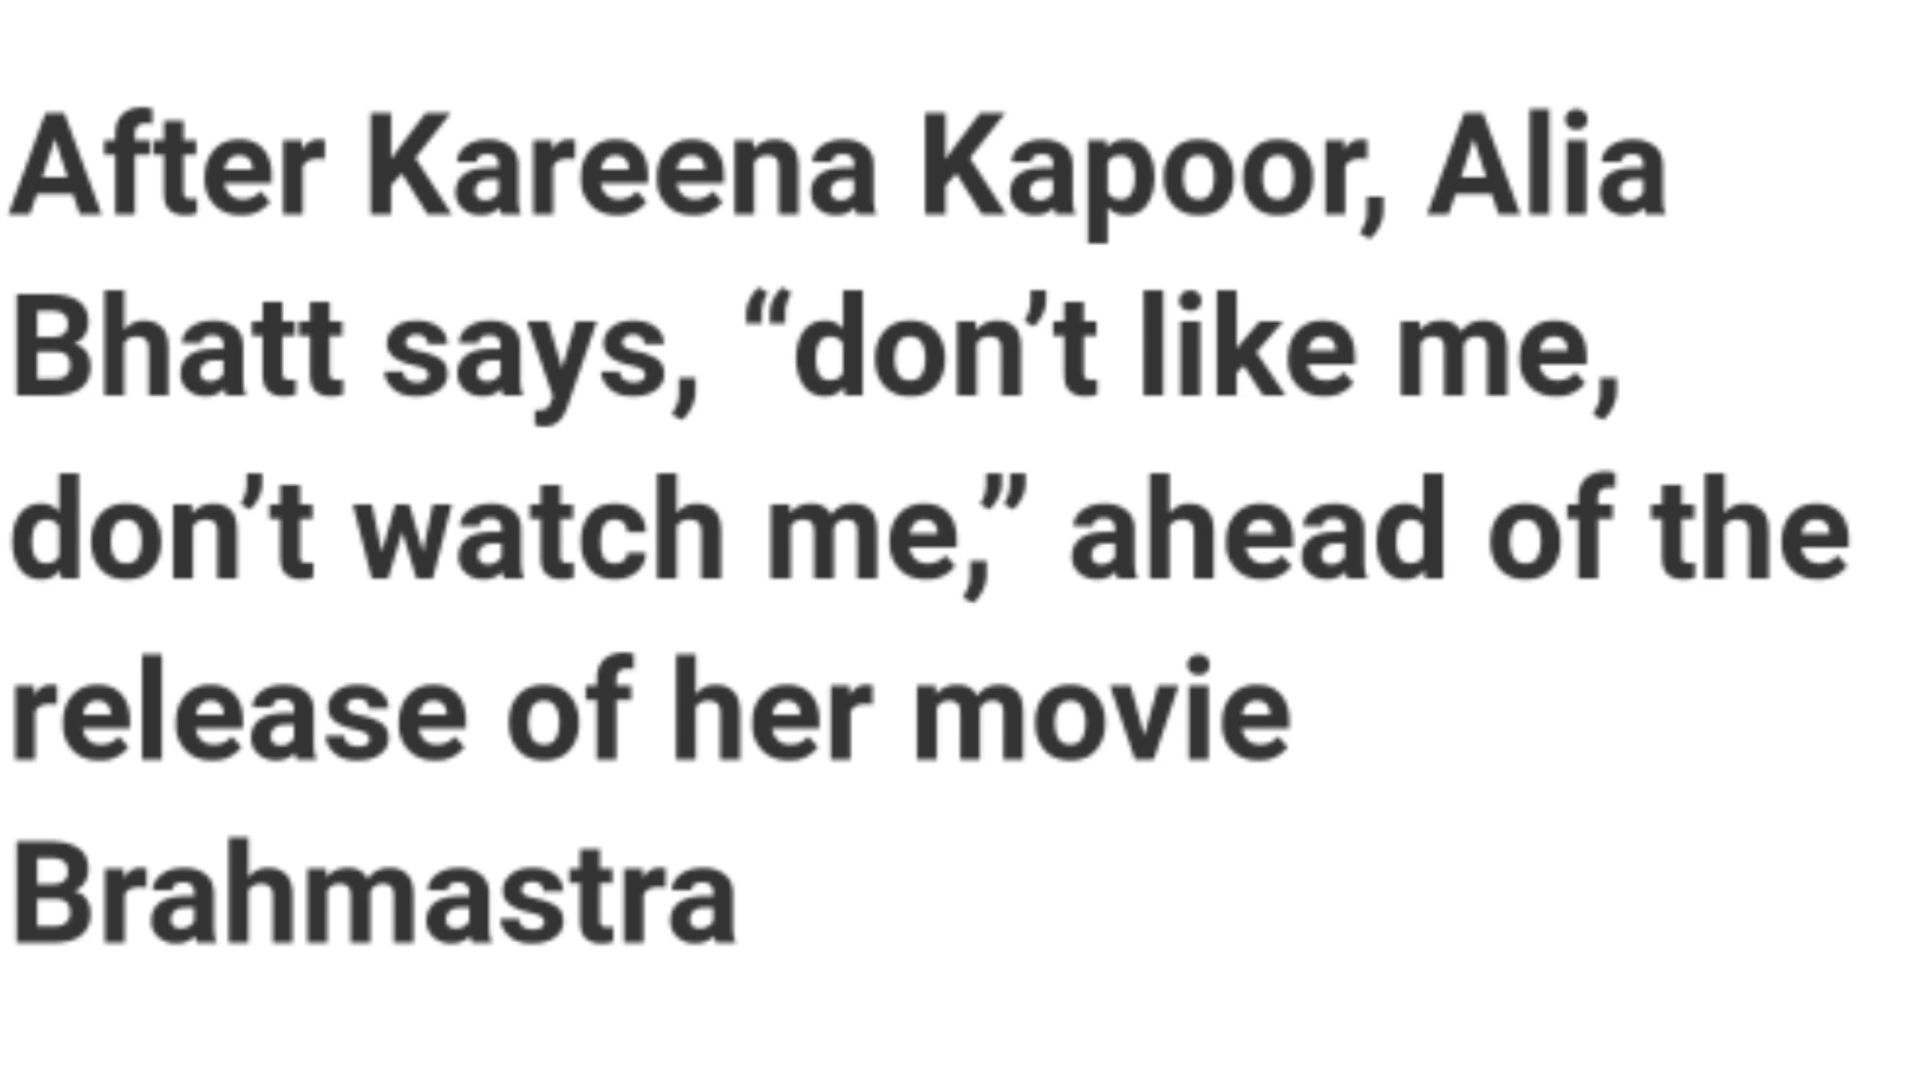 After Kareena Kapoor, Alia
Bhatt says, “don’t like me,
don’t watch me,” ahead of the
release of her movie
Brahmastra